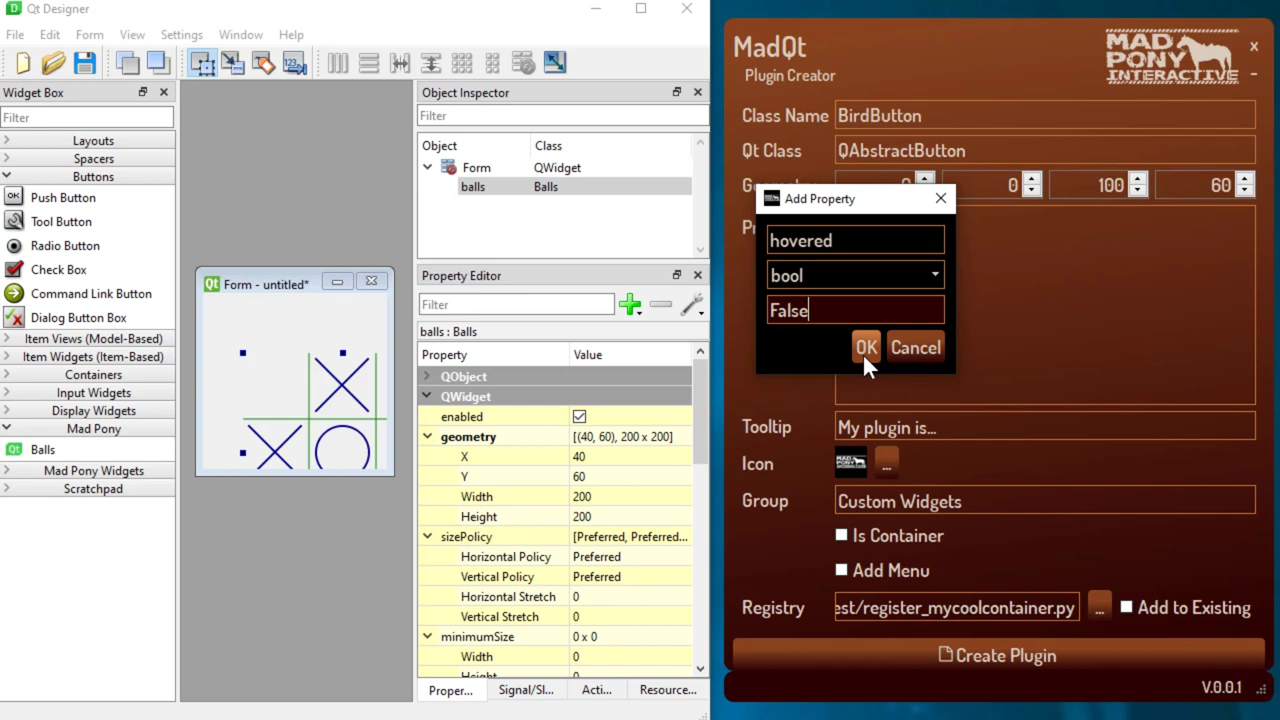 Qt Designer
File Edit Form View Settings Window Help
Widget Box
Filter
Layouts
Spacers
Buttons
OK Push Button
Tool Button
Radio Button
Check Box
Command Link Button
Dialog Button Box
Item Views (Model-Based)
Item Widgets (Item-Based)
Containers
Input Widgets
Display Widgets
Mad Pony
Qt Balls
Mad Pony Widgets
Scratchpad
Qt Form - untitled*
Object Inspector
Filter
Object Class
Form QWidget
balls Balls
Property Editor
Filter
balls : Balls
Property Value
QObject
QWidget
enabled
geometry [(40, 60), 200 x 200]
X 40
Y 60
Width 200
Height 200
sizePolicy [Preferred, Preferred...
Horizontal Policy Preferred
Vertical Policy Preferred
Horizontal Stretch 0
Vertical Stretch 0
minimumSize 0 x 0
Width 0
Proper... Signal/Sl... Acti... Resource...
MadQt
Plugin Creator
MAD
PONY
INTERACTIVE
x
-
Class Name BirdButton
Qt Class QAbstractButton
0 100 60
Add Property
hovered
bool
False
OK Cancel
Tooltip My plugin is...
Icon ...
Group Custom Widgets
Is Container
Add Menu
Registry est/register_mycoolcontainer.py ... Add to Existing
Create Plugin
V.0.0.1